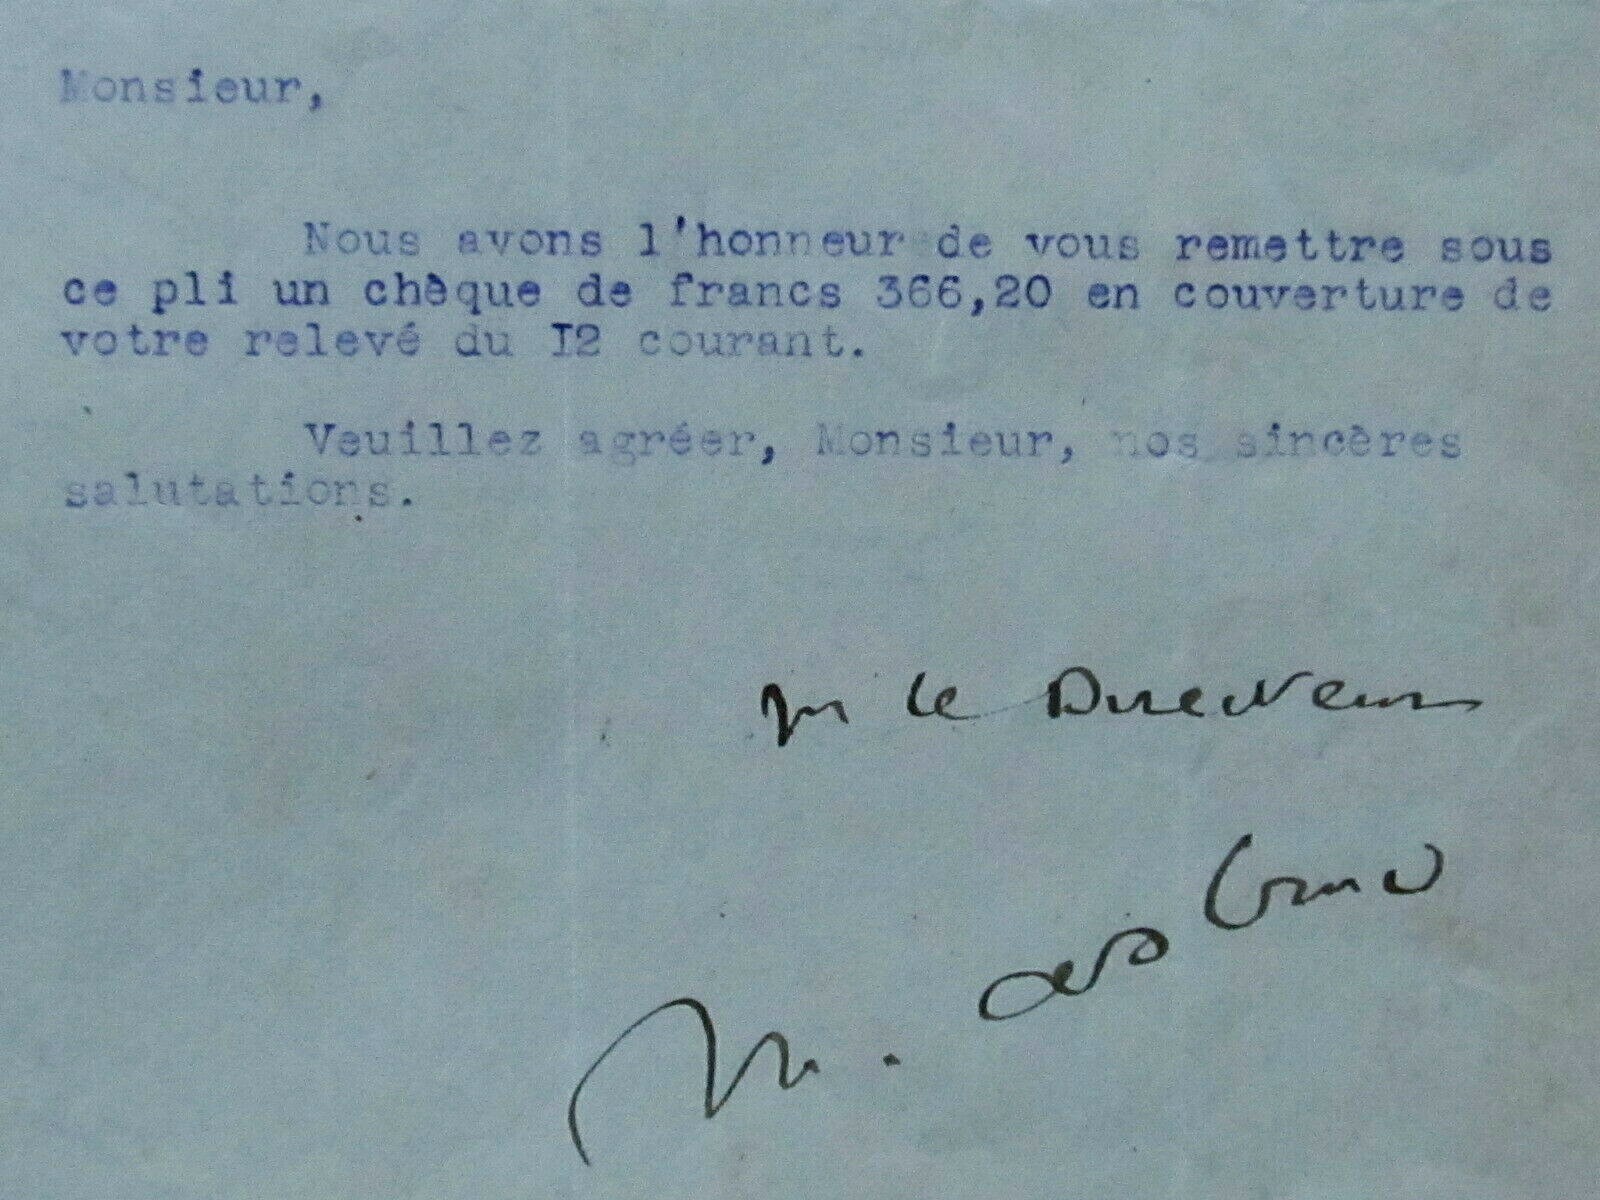 Monsieur,
Nous avons l'honneur de vous remettre sous
ce pli un chèque de francs 366,20 en couverture de
votre relevé du I2 courant.
Veuillez agréer, Monsieur, nos sincères
salutations.
le Directeur